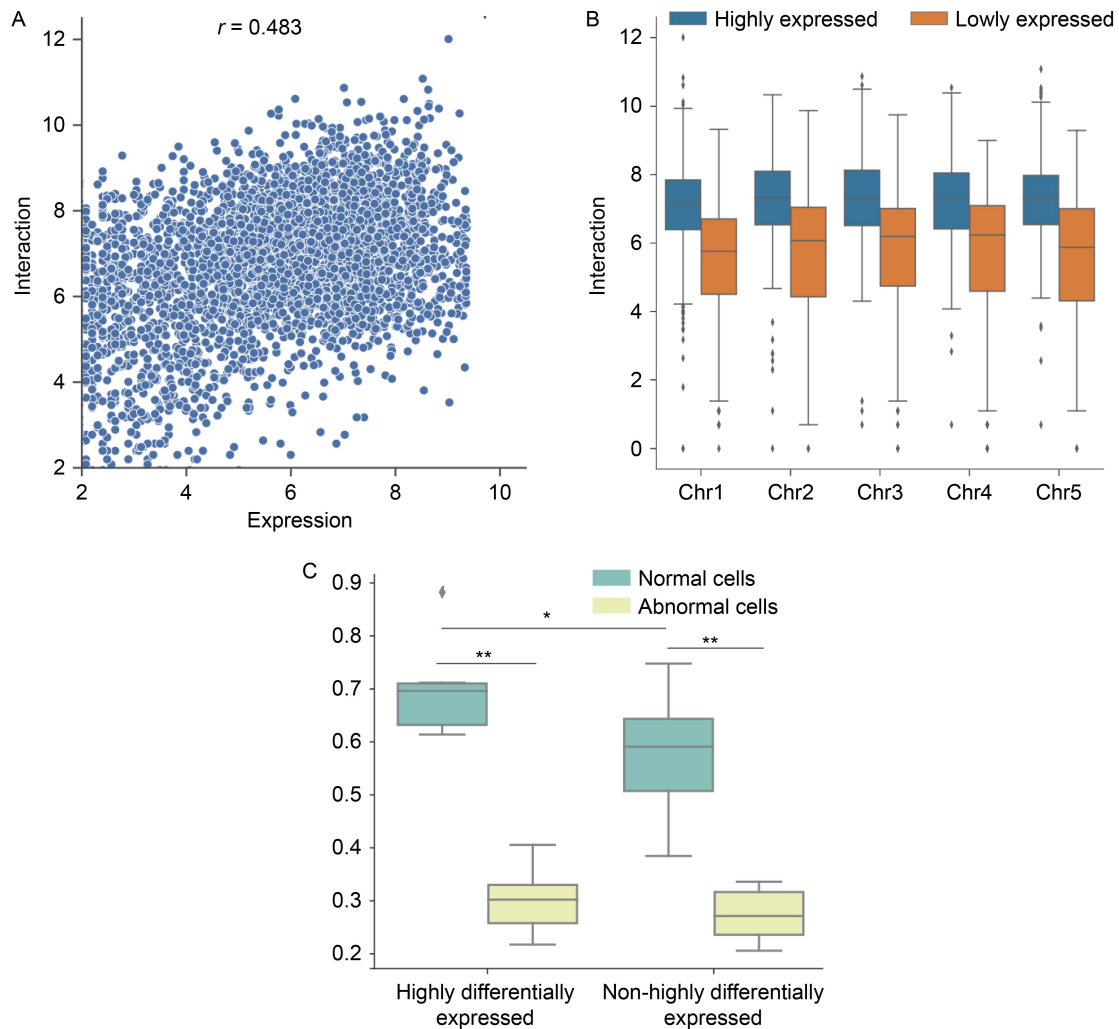 A
r = 0.483
12
10
8
6
4
2
Interaction
2 4 6 8 10
Expression
B
Highly expressed Lowly expressed
12
10
8
6
4
2
0
Interaction
Chr1 Chr2 Chr3 Chr4 Chr5
C
Normal cells
Abnormal cells
0.9
0.8
0.7
0.6
0.5
0.4
0.3
0.2
*
** **
Highly differentially
expressed
Non-highly differentially
expressed